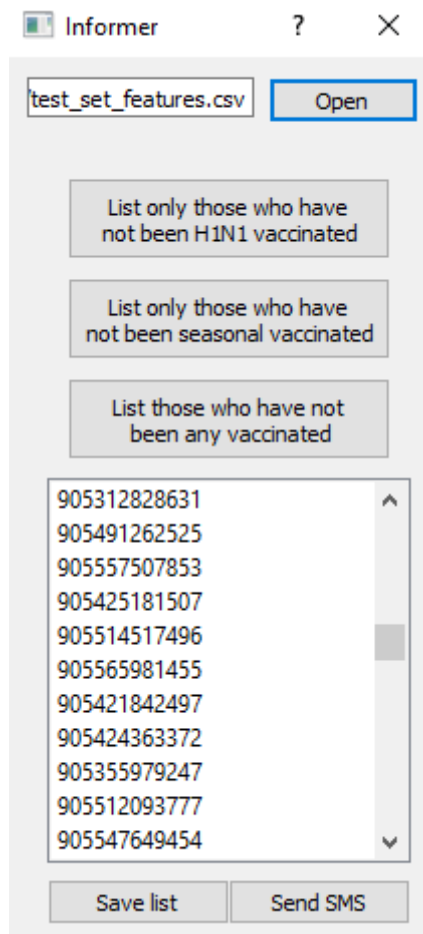 Informer
'test_set_features.csv
Open
List only those who have
not been H1N1 vaccinated
List only those who have
not been seasonal vaccinated
List those who have not
been any vaccinated
905312828631
905491262525
905557507853
905425181507
905514517496
905565981455
905421842497
905424363372
905355979247
905512093777
905547649454
Save list
Send SMS